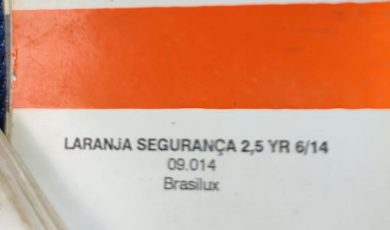 LARANJA SEGURANÇA 2,5 YR 6/14
09.014
Brasilux